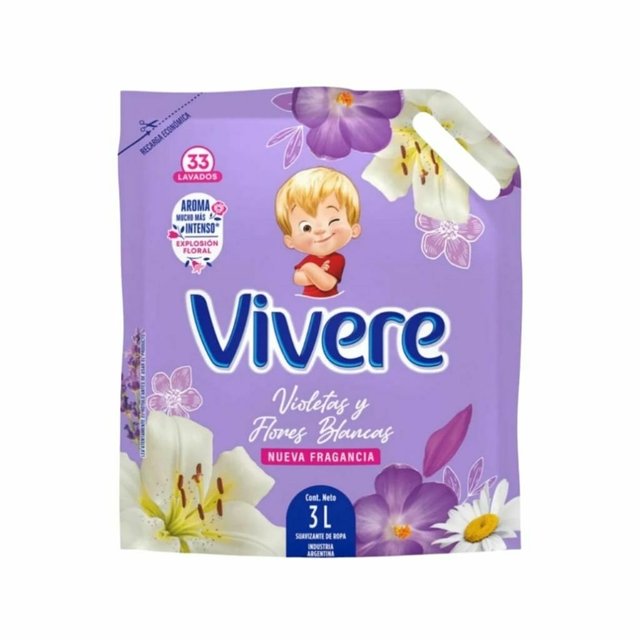 RECARGA ECONÓMICA
33
LAVADOS
AROMA
MUCHO MÁS
INTENSO*
EXPLOSIÓN
FLORAL
Vivere
Violetas y
Flores Blancas
NUEVA FRAGANCIA
Cont. Neto
3 L
SUAVIZANTE DE ROPA
INDUSTRIA
ARGENTINA